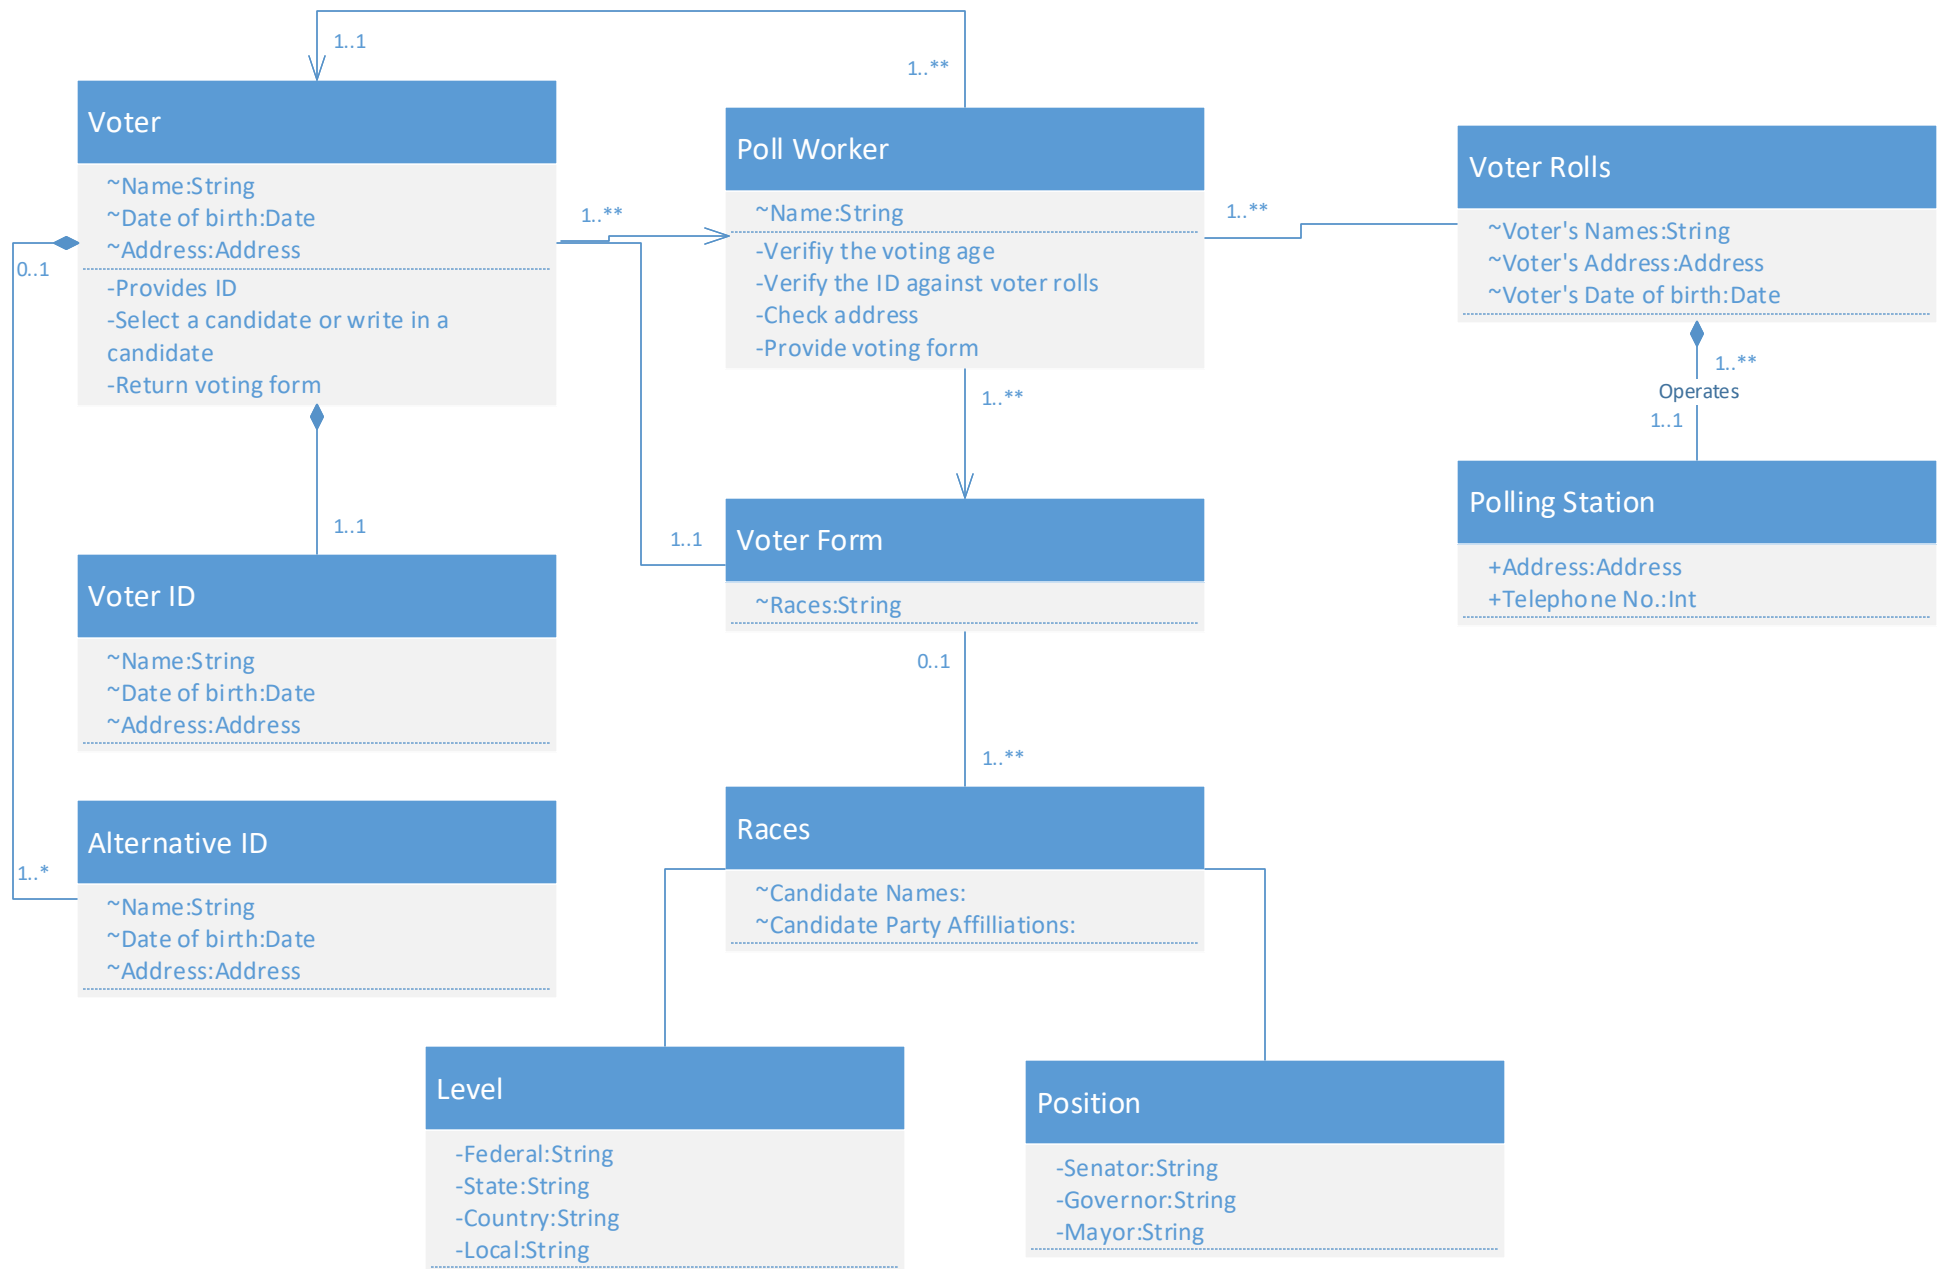 1..1
1..**
Voter
~Name:String
~Date of birth:Date
~Address:Address
-Provides ID
-Select a candidate or write in a
candidate
-Return voting form
0..1
1..**
Poll Worker
~Name:String
-Verifiy the voting age
-Verify the ID against voter rolls
-Check address
-Provide voting form
1..**
Voter Rolls
~Voter's Names:String
~Voter's Address:Address
~Voter's Date of birth:Date
1..**
Operates
1..1
Polling Station
+Address:Address
+Telephone No.:Int
1..**
1..1
Voter Form
~Races:String
1..1
Voter ID
~Name:String
~Date of birth:Date
~Address:Address
0..1
1..**
1..*
Alternative ID
~Name:String
~Date of birth:Date
~Address:Address
Races
~Candidate Names:
~Candidate Party Affilliations:
Level
-Federal:String
-State:String
-Country:String
-Local:String
Position
-Senator:String
-Governor:String
-Mayor:String